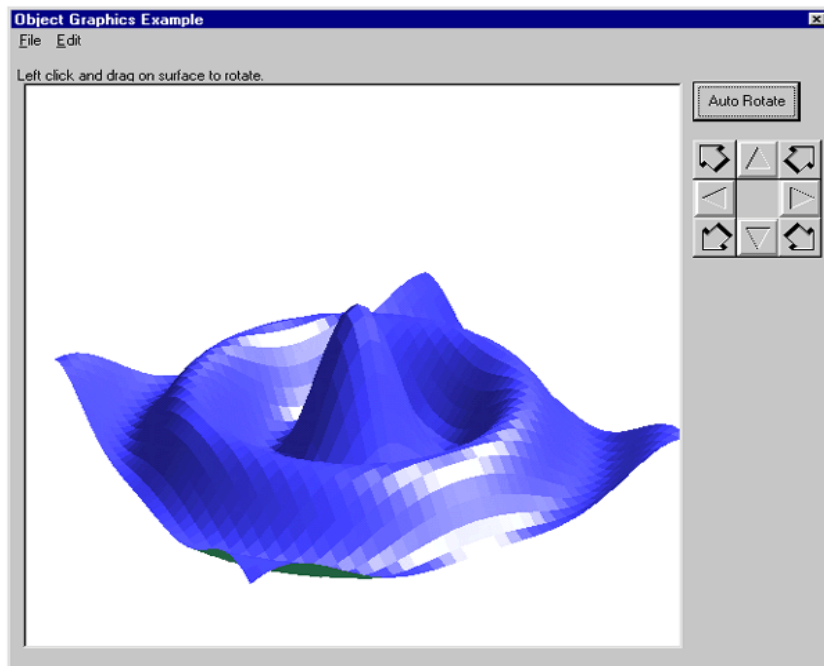 Object Graphics Example
File Edit
Left click and drag on surface to rotate.
Auto Rotate